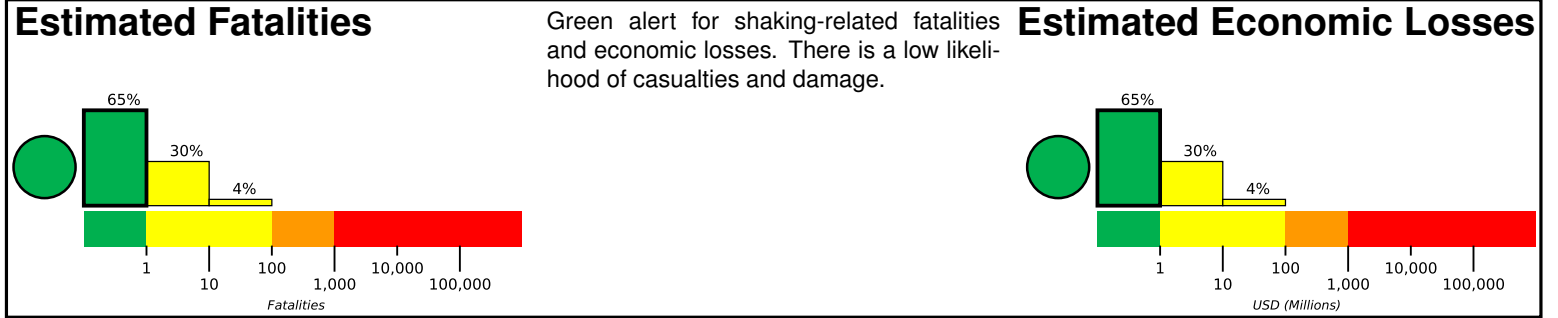 Estimated Fatalities
Green alert for shaking-related fatalities
and economic losses. There is a low likeli-
hood of casualties and damage.
Estimated Economic Losses
65%
30%
4%
1
10
100
1,000
10,000
100,000
Fatalities
65%
30%
4%
1
10
100
1,000
10,000
100,000
USD (Millions)